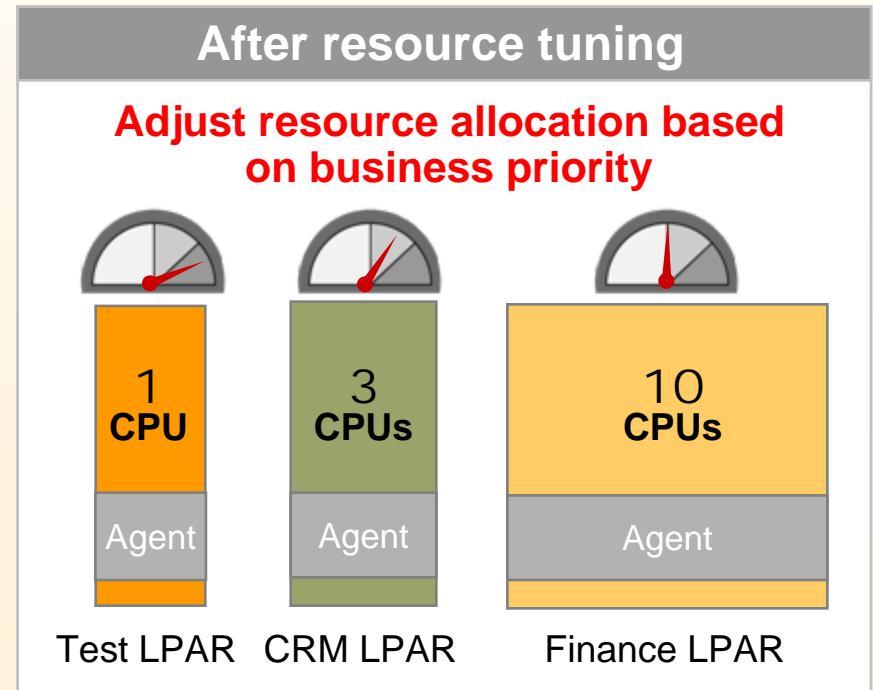 After resource tuning
Adjust resource allocation based
on business priority
1
CPU
3
CPUs
10
CPUs
Agent
Agent
Agent
Test LPAR
CRM LPAR
Finance LPAR